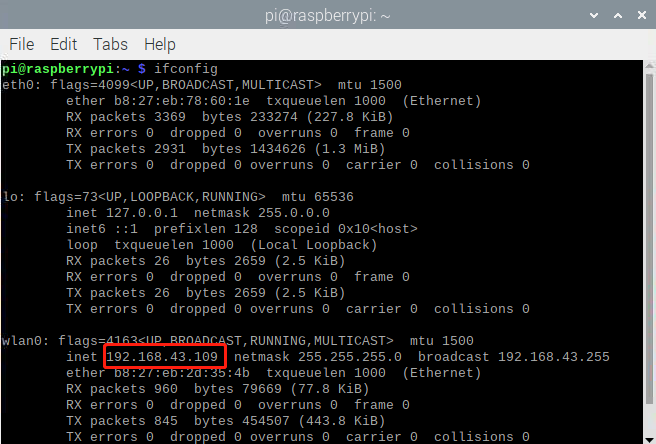 pi@raspberrypi: ~
File Edit Tabs Help
pi@raspberrypi:~ $ ifconfig
eth0: flags=4099<UP,BROADCAST,MULTICAST>  mtu 1500
        ether b8:27:eb:78:60:1e  txqueuelen 1000  (Ethernet)
        RX packets 3369  bytes 233274 (227.8 KiB)
        RX errors 0  dropped 0  overruns 0  frame 0
        TX packets 2931  bytes 1434626 (1.3 MiB)
        TX errors 0  dropped 0 overruns 0  carrier 0  collisions 0
lo: flags=73<UP,LOOPBACK,RUNNING>  mtu 65536
        inet 127.0.0.1  netmask 255.0.0.0
        inet6 ::1  prefixlen 128  scopeid 0x10<host>
        loop  txqueuelen 1000  (Local Loopback)
        RX packets 26  bytes 2659 (2.5 KiB)
        RX errors 0  dropped 0  overruns 0  frame 0
        TX packets 26  bytes 2659 (2.5 KiB)
        TX errors 0  dropped 0 overruns 0  carrier 0  collisions 0
wlan0: flags=4163<UP,BROADCAST,RUNNING,MULTICAST>  mtu 1500
        inet 192.168.43.109  netmask 255.255.255.0  broadcast 192.168.43.255
        ether b8:27:eb:2d:35:4b  txqueuelen 1000  (Ethernet)
        RX packets 960  bytes 79669 (77.8 KiB)
        RX errors 0  dropped 0  overruns 0  frame 0
        TX packets 845  bytes 454507 (443.8 KiB)
        TX errors 0  dropped 0 overruns 0  carrier 0  collisions 0